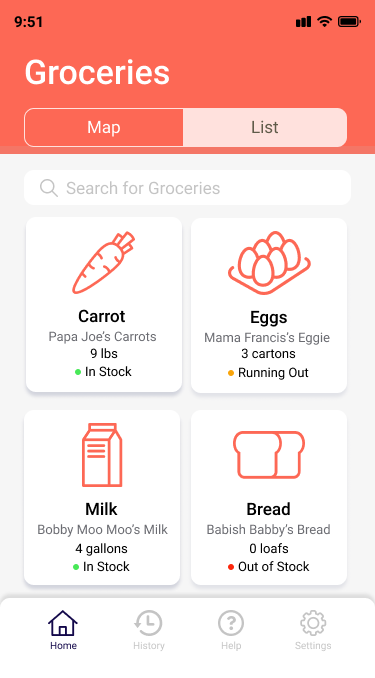 9:51
Groceries
Map
List
Search for Groceries
Carrot
Papa Joe's Carrots
9 lbs
In Stock
Eggs
Mama Francis's Eggie
3 cartons
Running Out
Milk
Bobby Moo Moo's Milk
4 gallons
In Stock
Bread
Babish Babby's Bread
0 loafs
Out of Stock
Home
History
Help
Settings